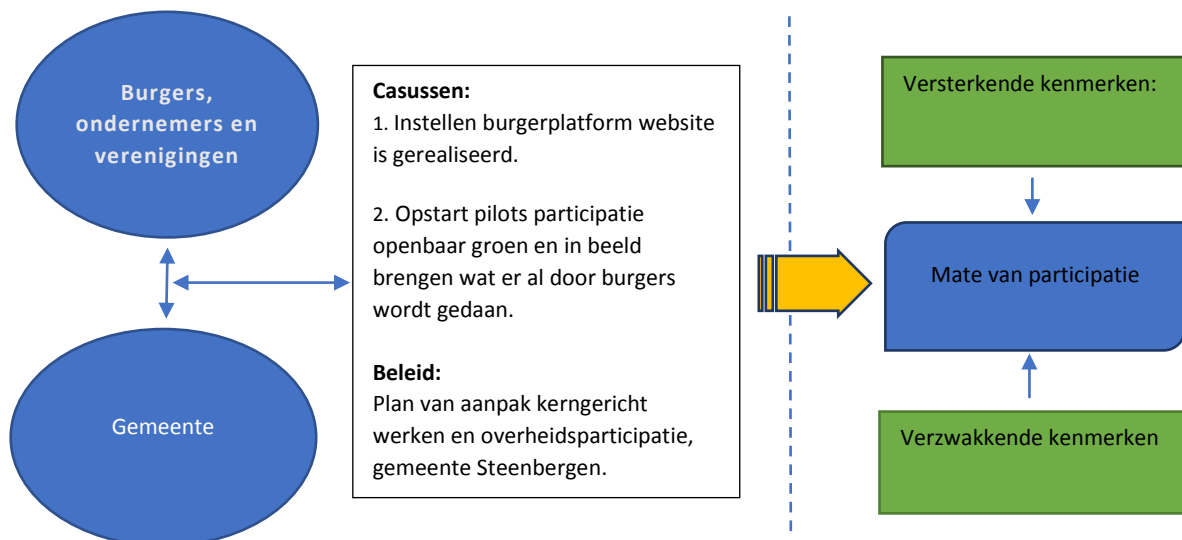 Burgers,
ondernemers en
verenigingen
Gemeente
Casussen:
1. Instellen burgerplatform website
is gerealiseerd.
2. Opstart pilots participatie
openbaar groen en in beeld
brengen wat er al door burgers
wordt gedaan.
Beleid:
Plan van aanpak kerngericht
werken en overheidsparticipatie,
gemeente Steenbergen.
Versterkende kenmerken:
Mate van participatie
Verzwakkende kenmerken